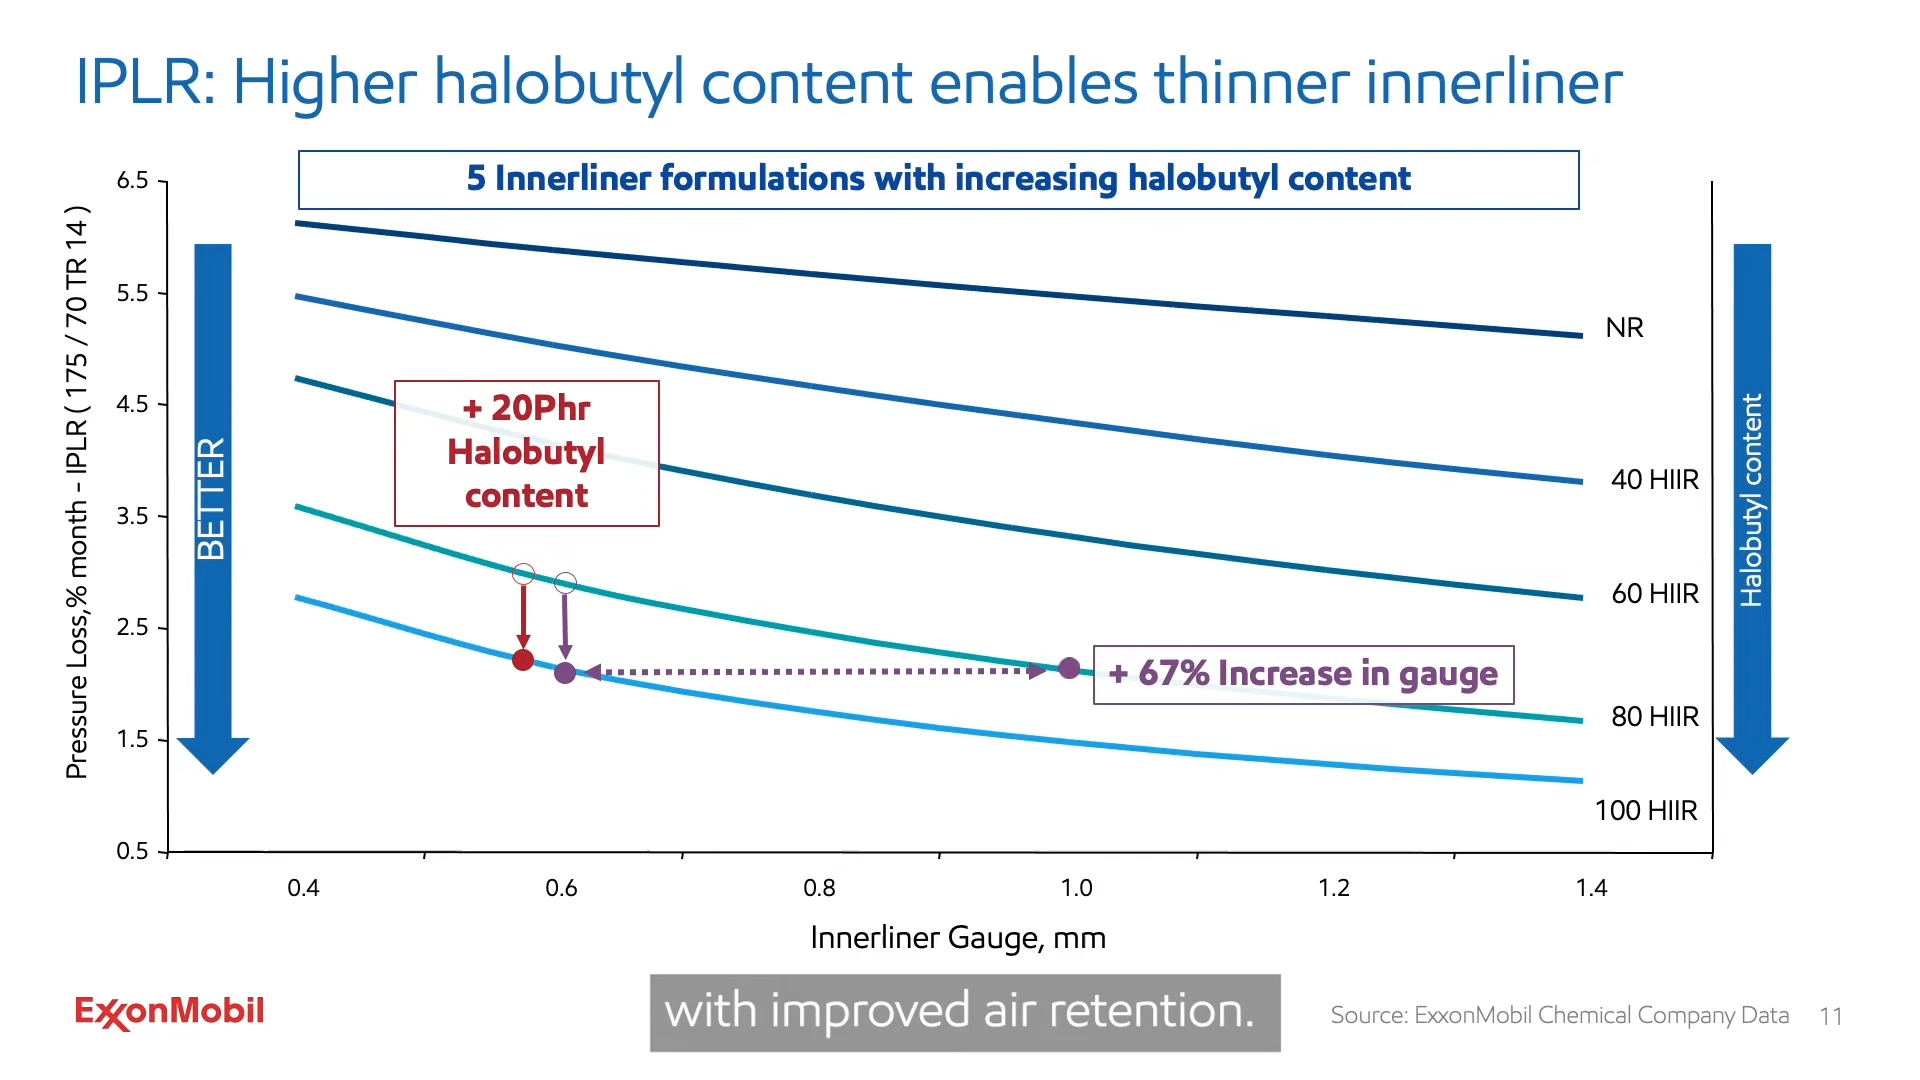 IPLR: Higher halobutyl content enables thinner innerliner
5 Innerliner formulations with increasing halobutyl content
Pressure Loss,% month - IPLR ( 175 / 70 TR 14 )
6.5
5.5
4.5
3.5
2.5
1.5
0.5
BETTER
+ 20Phr
Halobutyl
content
+ 67% Increase in gauge
NR
40 HIIR
60 HIIR
80 HIIR
100 HIIR
Halobutyl content
0.4 0.6 0.8 1.0 1.2 1.4
Innerliner Gauge, mm
ExxonMobil
with improved air retention.
Source: ExxonMobil Chemical Company Data 11